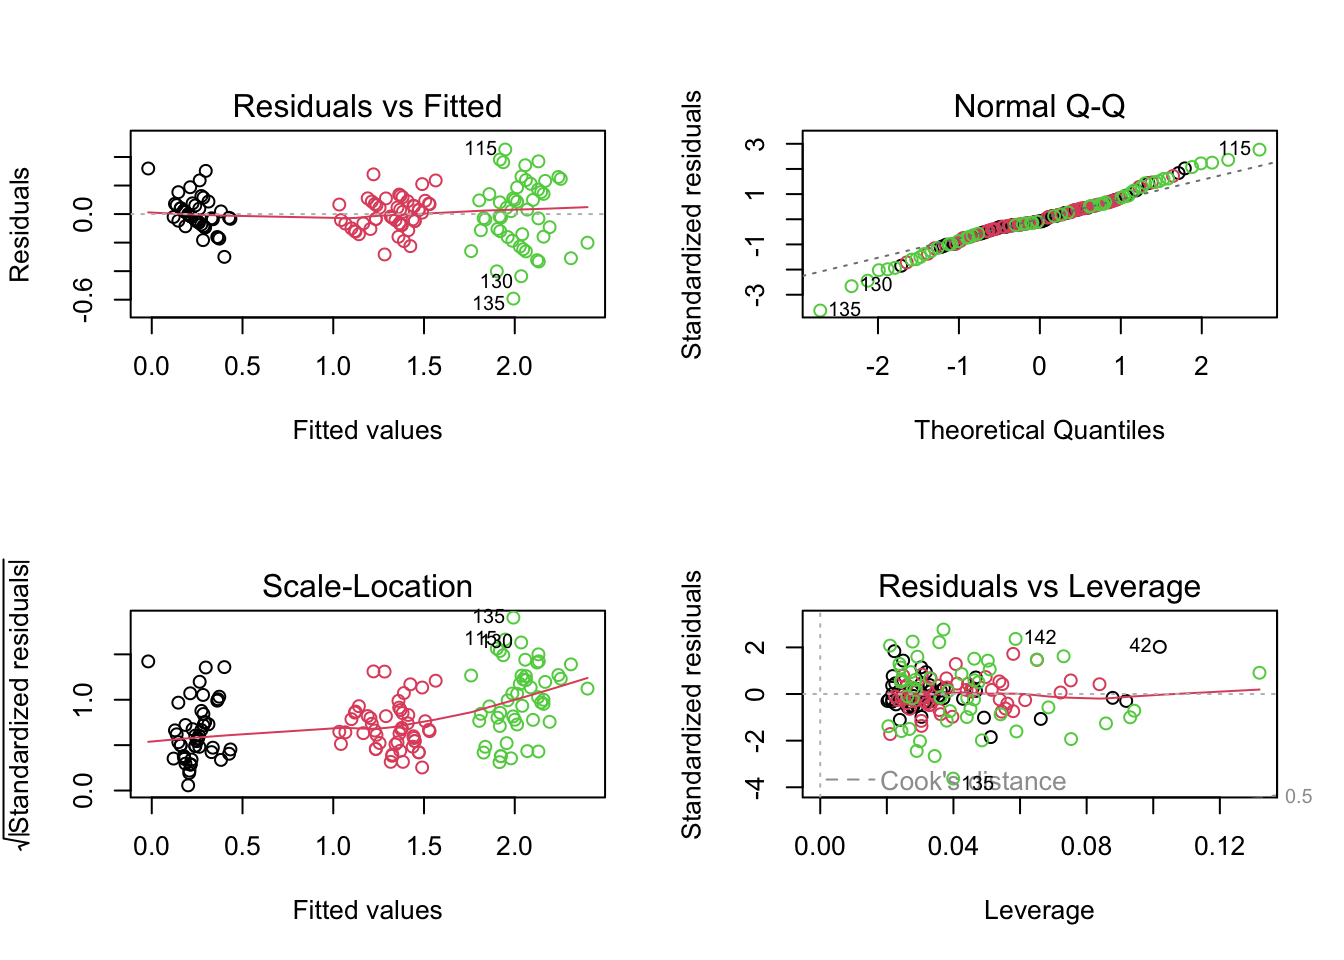 Residuals vs Fitted
Residuals
0.0
-0.6
115
130
135
0.0 0.5 1.0 1.5 2.0
Fitted values
Normal Q-Q
Standardized residuals
3
1
-1
-3
115
130
135
-2 -1 0 1 2
Theoretical Quantiles
Scale-Location
√|Standardized residuals|
1.0
0.0
135
115
130
0.0 0.5 1.0 1.5 2.0
Fitted values
Residuals vs Leverage
Standardized residuals
2
0
-2
-4
142
42
135
Cook's distance
0.5
0.00 0.04 0.08 0.12
Leverage